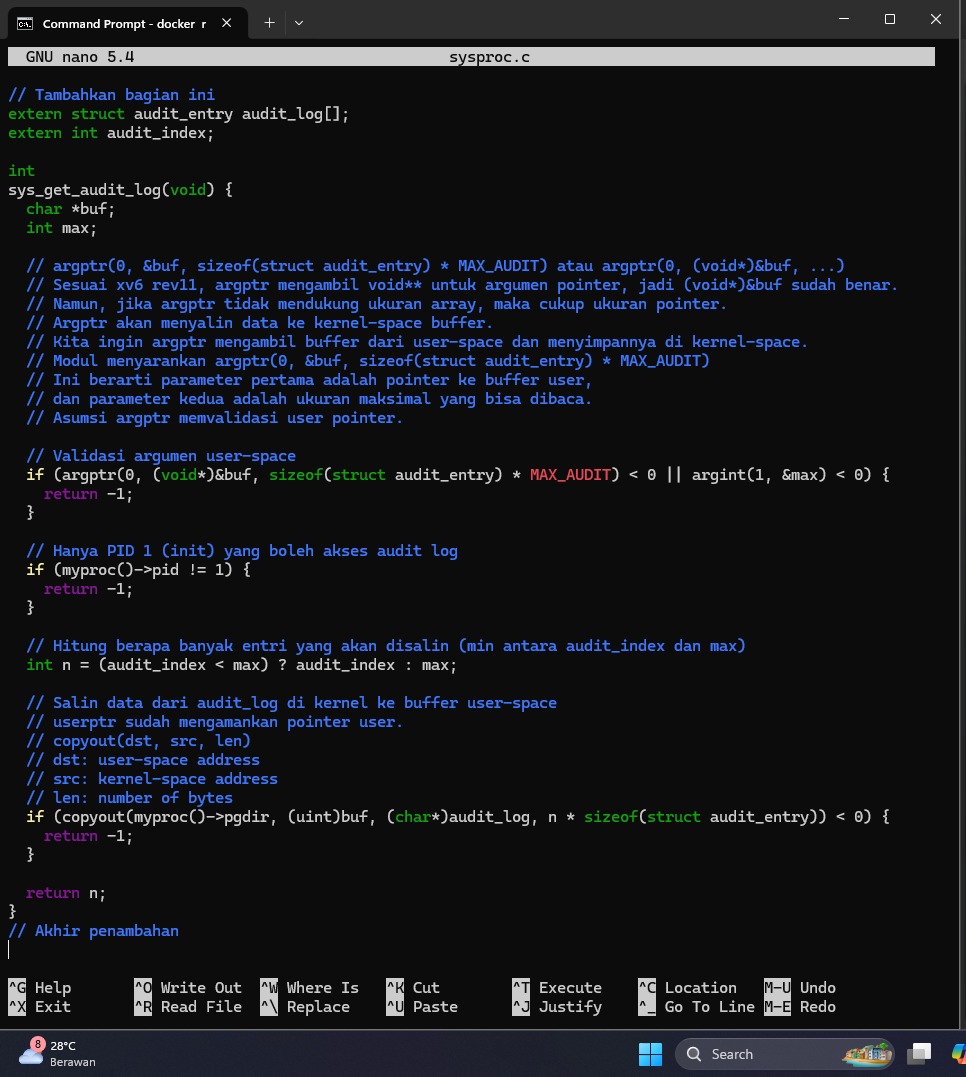 Command Prompt - docker r
GNU nano 5.4 sysproc.c
// Tambahkan bagian ini
extern struct audit_entry audit_log[];
extern int audit_index;
int
sys_get_audit_log(void) {
char *buf;
int max;
// argptr(0, &buf, sizeof(struct audit_entry) * MAX_AUDIT) atau argptr(0, (void*)&buf, ...)
// Sesuai xv6 rev11, argptr mengambil void** untuk argumen pointer, jadi (void*)&buf sudah benar.
// Namun, jika argptr tidak mendukung ukuran array, maka cukup ukuran pointer.
// Argptr akan menyalin data ke kernel-space buffer.
// Kita ingin argptr mengambil buffer dari user-space dan menyimpannya di kernel-space.
// Modul menyarankan argptr(0, &buf, sizeof(struct audit_entry) * MAX_AUDIT)
// Ini berarti parameter pertama adalah pointer ke buffer user,
// dan parameter kedua adalah ukuran maksimal yang bisa dibaca.
// Asumsi argptr memvalidasi user pointer.
// Validasi argumen user-space
if (argptr(0, (void*)&buf, sizeof(struct audit_entry) * MAX_AUDIT) < 0 || argint(1, &max) < 0) {
return -1;
}
// Hanya PID 1 (init) yang boleh akses audit log
if (myproc()->pid != 1) {
return -1;
}
// Hitung berapa banyak entri yang akan disalin (min antara audit_index dan max)
int n = (audit_index < max) ? audit_index : max;
// Salin data dari audit_log di kernel ke buffer user-space
// userptr sudah mengamankan pointer user.
// copyout(dst, src, len)
// dst: user-space address
// src: kernel-space address
// len: number of bytes
if (copyout(myproc()->pgdir, (uint)buf, (char*)audit_log, n * sizeof(struct audit_entry)) < 0) {
return -1;
}
return n;
}
// Akhir penambahan
^G Help ^O Write Out ^W Where Is ^K Cut ^T Execute ^C Location M-U Undo
^X Exit ^R Read File ^\ Replace ^U Paste ^J Justify ^_ Go To Line M-E Redo
8
28°C
Berawan
Search